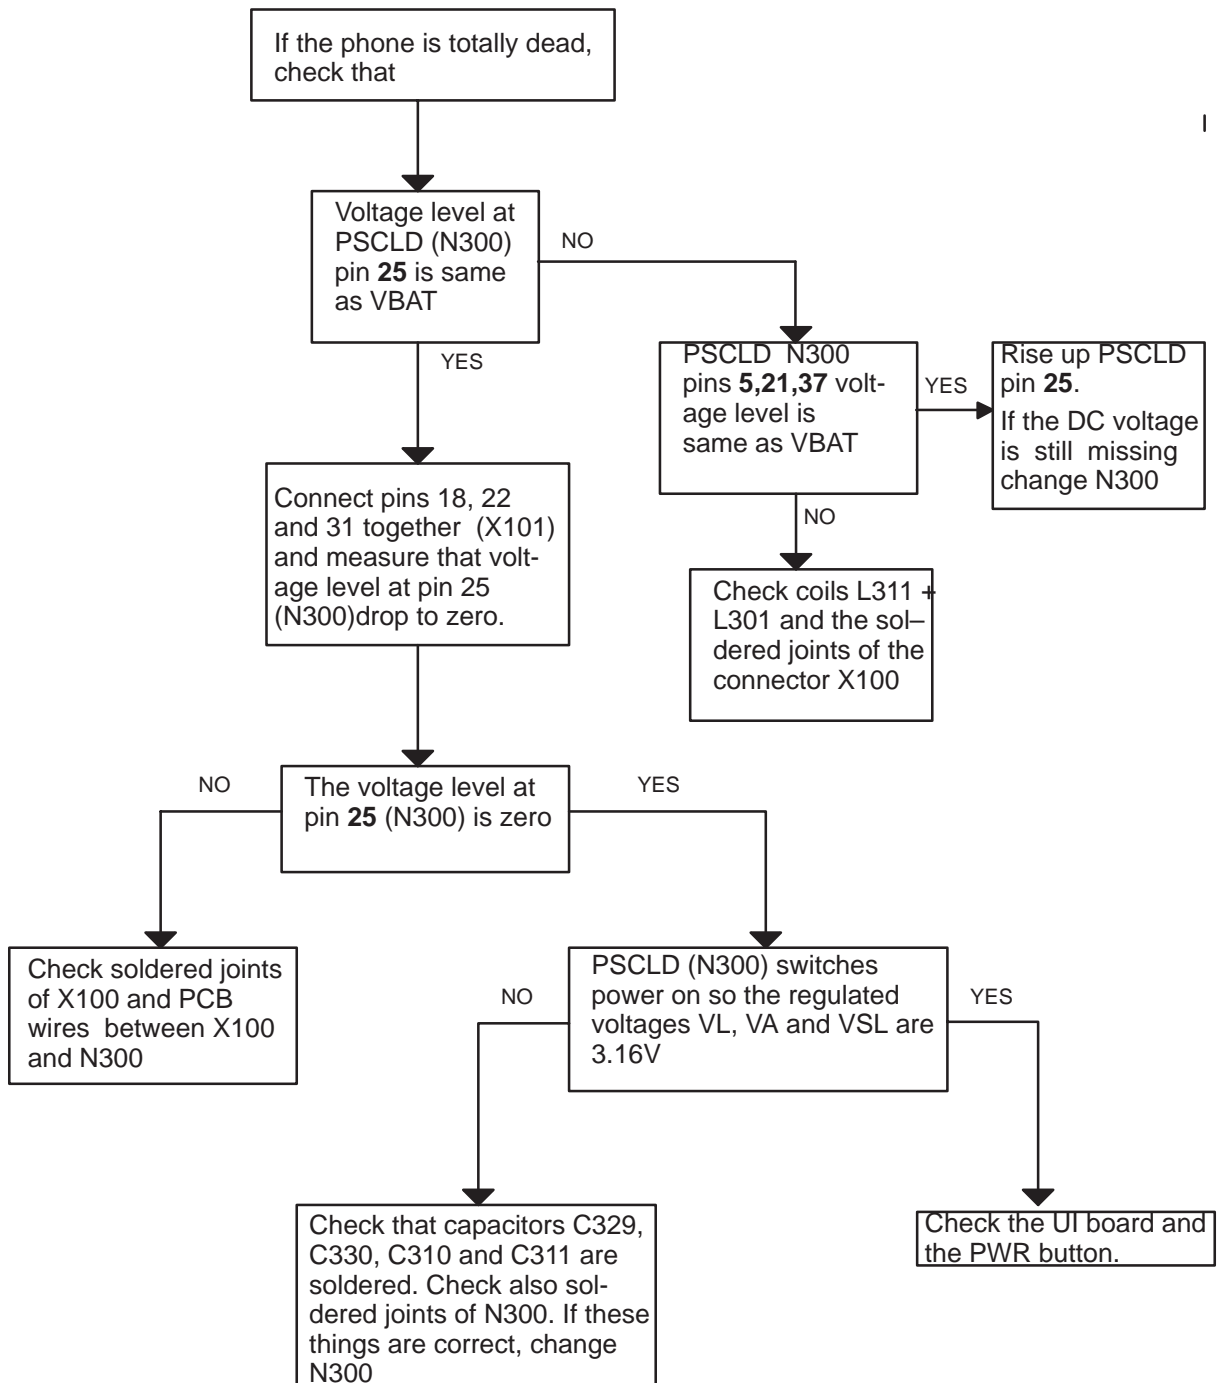 If the phone is totally dead,
check that
Voltage level at
PSCLD (N300)
pin 25 is same
as VBAT
NO
YES
PSCLD N300
pins 5,21,37 volt-
age level is
same as VBAT
YES
Rise up PSCLD
pin 25.
If the DC voltage
is still missing
change N300
NO
Check coils L311 +
L301 and the sol–
dered joints of the
connector X100
Connect pins 18, 22
and 31 together (X101)
and measure that volt-
age level at pin 25
(N300)drop to zero.
NO
The voltage level at
pin 25 (N300) is zero
YES
Check soldered joints
of X100 and PCB
wires between X100
and N300
NO
PSCLD (N300) switches
power on so the regulated
voltages VL, VA and VSL are
3.16V
YES
Check that capacitors C329,
C330, C310 and C311 are
soldered. Check also sol-
dered joints of N300. If these
things are correct, change
N300
Check the UI board and
the PWR button.